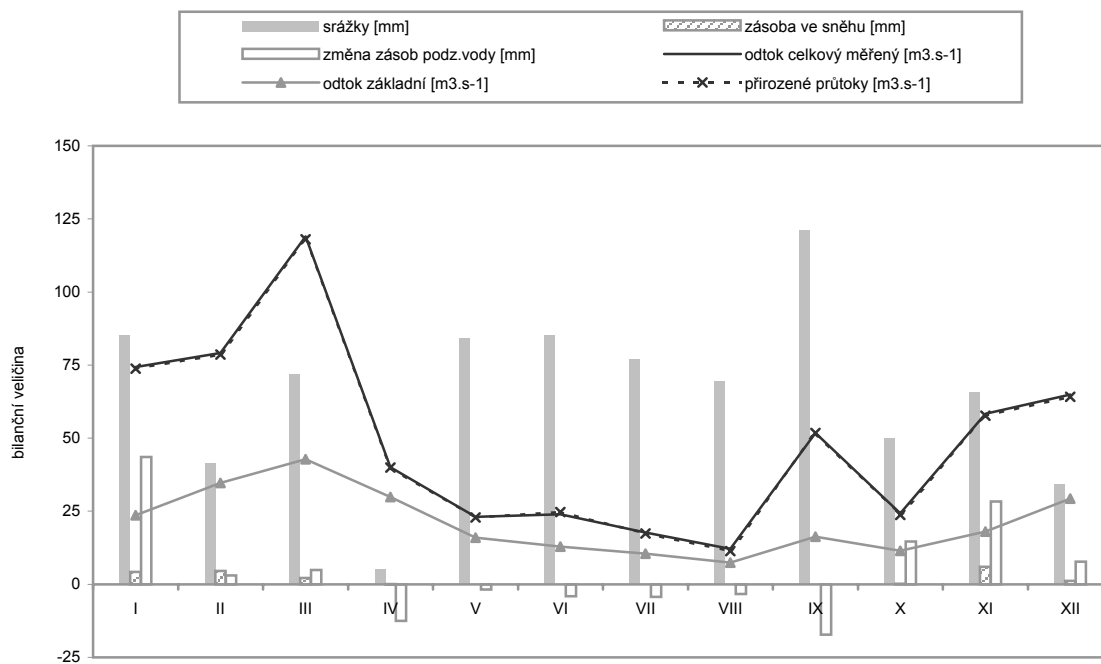 srážky [mm]
zásoba ve sněhu [mm]
změna zásob podz.vody [mm]
odtok celkový měřený [m3.s-1]
odtok základní [m3.s-1]
přirozené průtoky [m3.s-1]
150
125
100
75
50
25
0
-25
bilanční veličina
I II III IV V VI VII VIII IX X XI XII